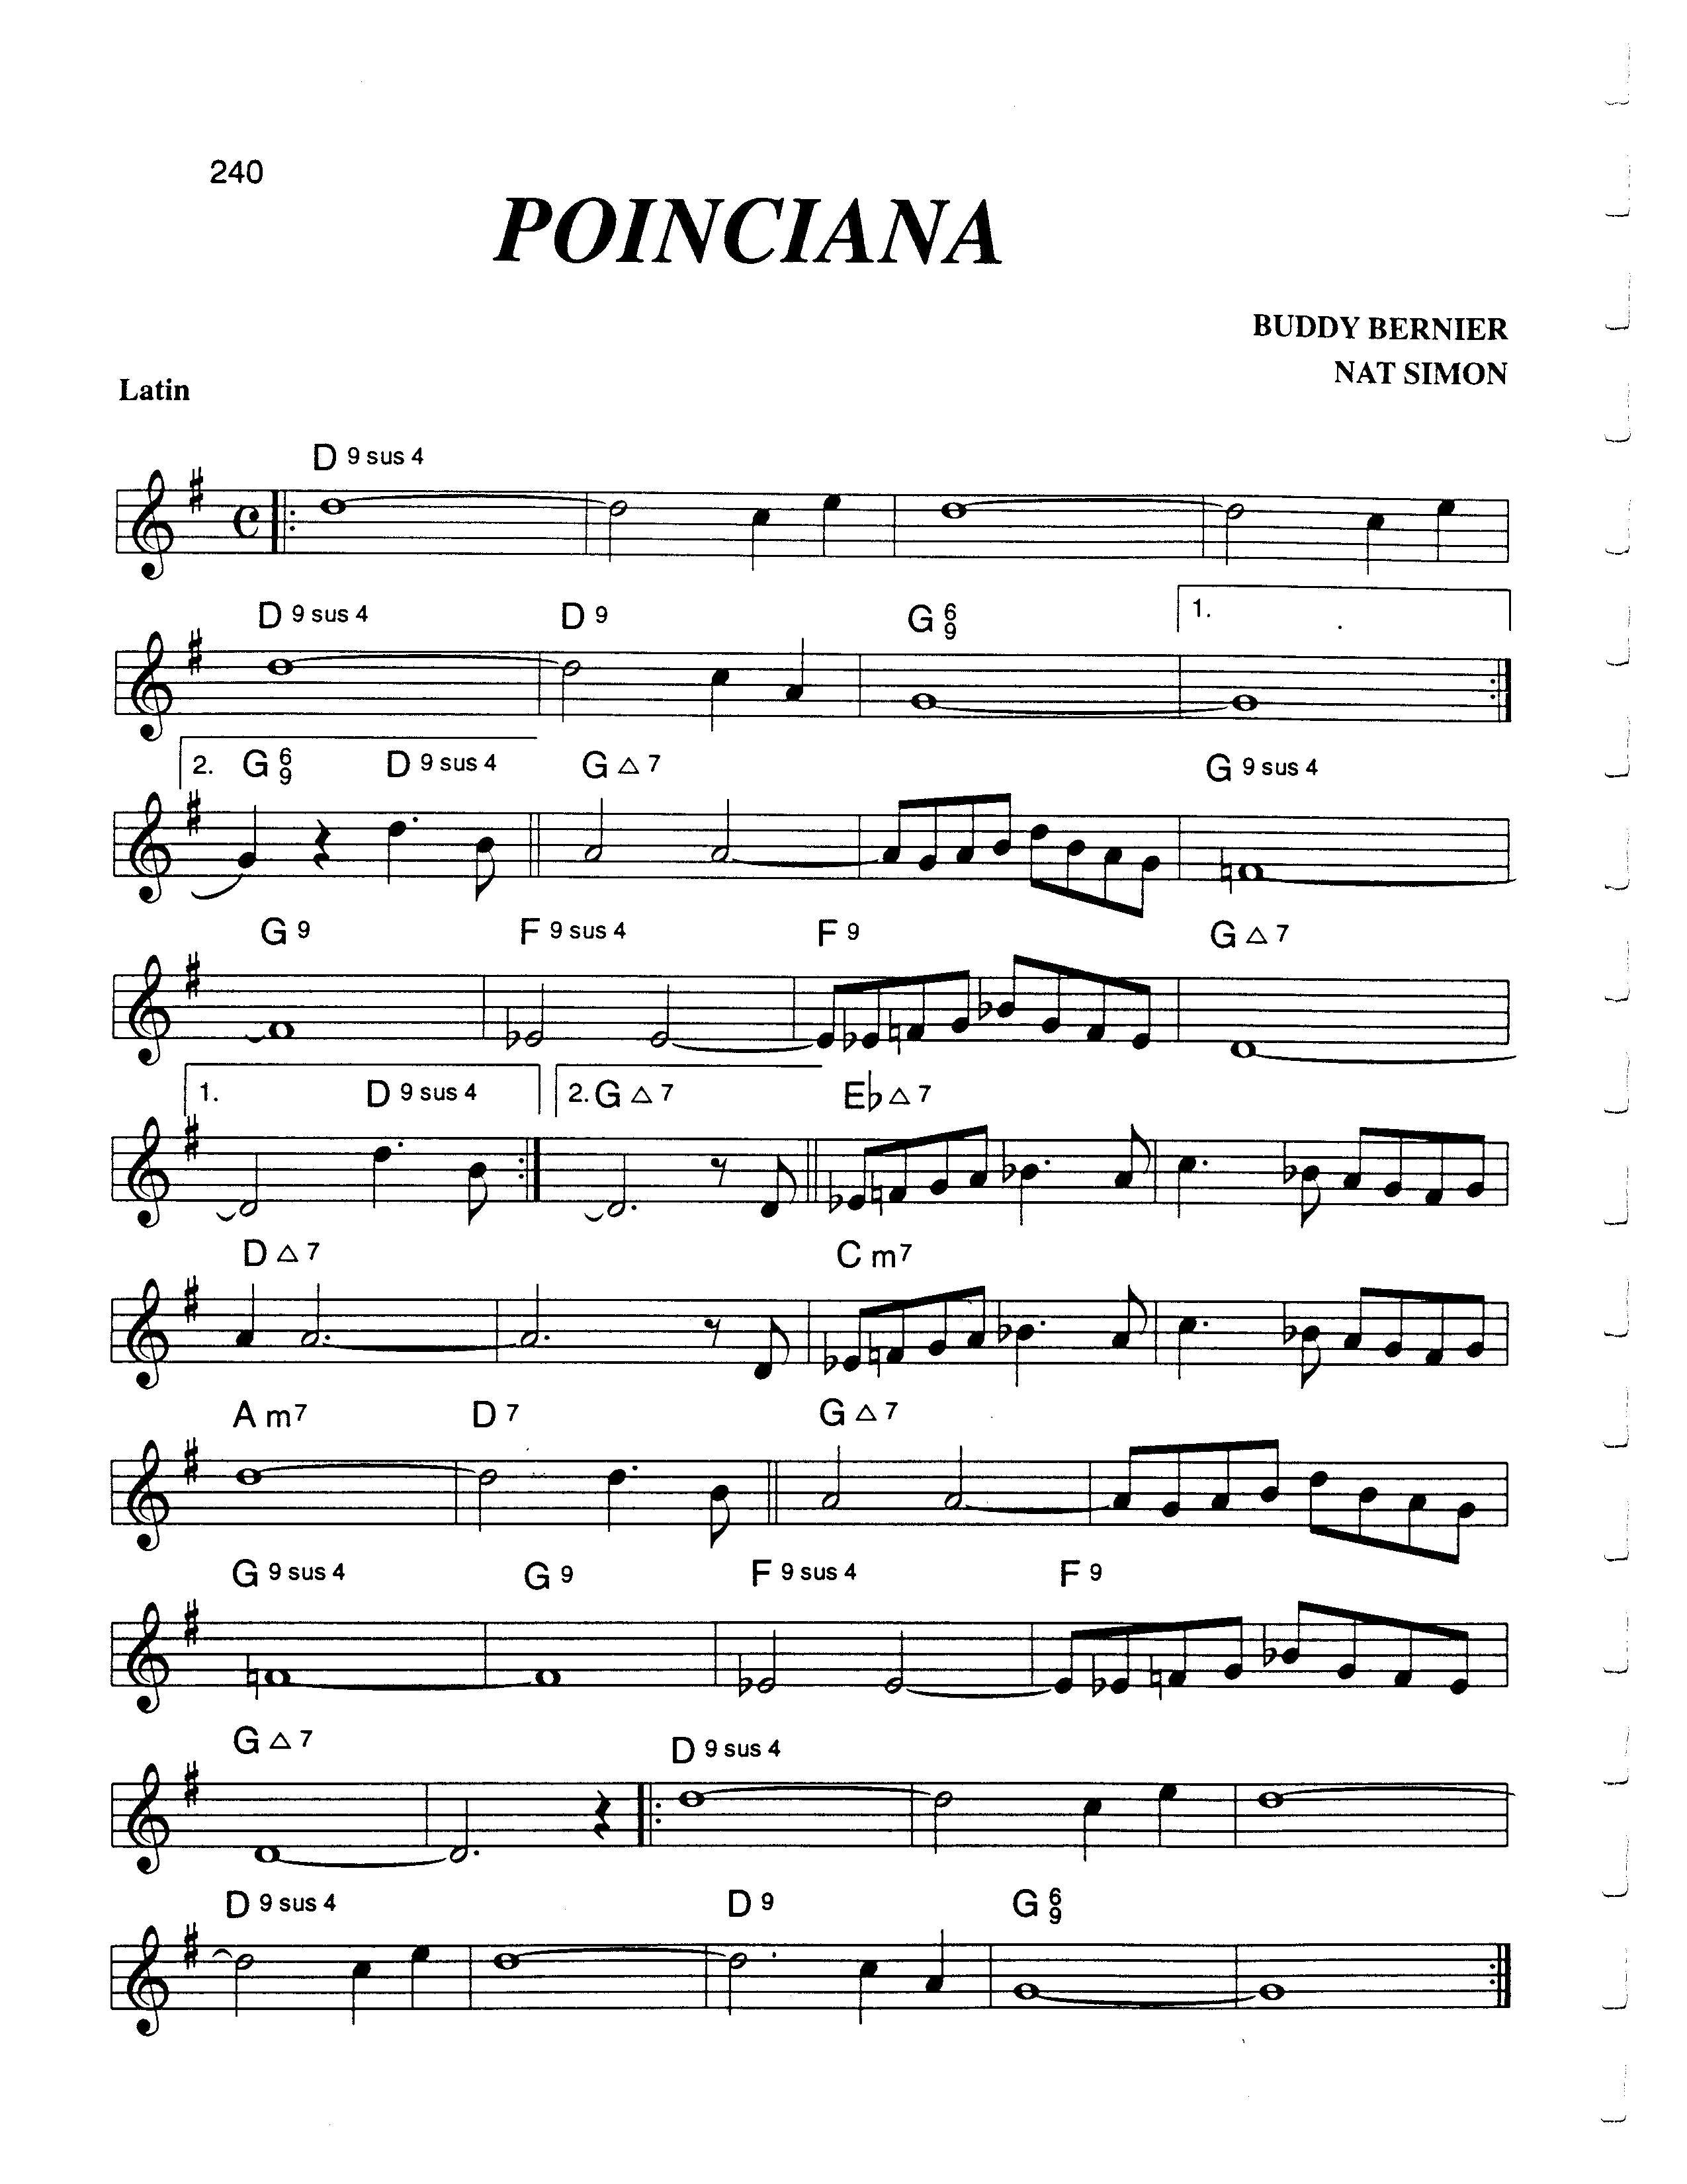 240
POINCIANA
BUDDY BERNIER
NAT SIMON
Latin
D 9 sus 4
D 9 sus 4 D 9 G 6 9 1.
2. G 6 9 D 9 sus 4 G △ 7 G 9 sus 4
G 9 F 9 sus 4 F 9 G △ 7
1. D 9 sus 4 2. G △ 7 E♭ △ 7
D △ 7 C m7
A m7 D 7 G △ 7
G 9 sus 4 G 9 F 9 sus 4 F 9
G △ 7 D 9 sus 4
D 9 sus 4 D 9 G 6 9